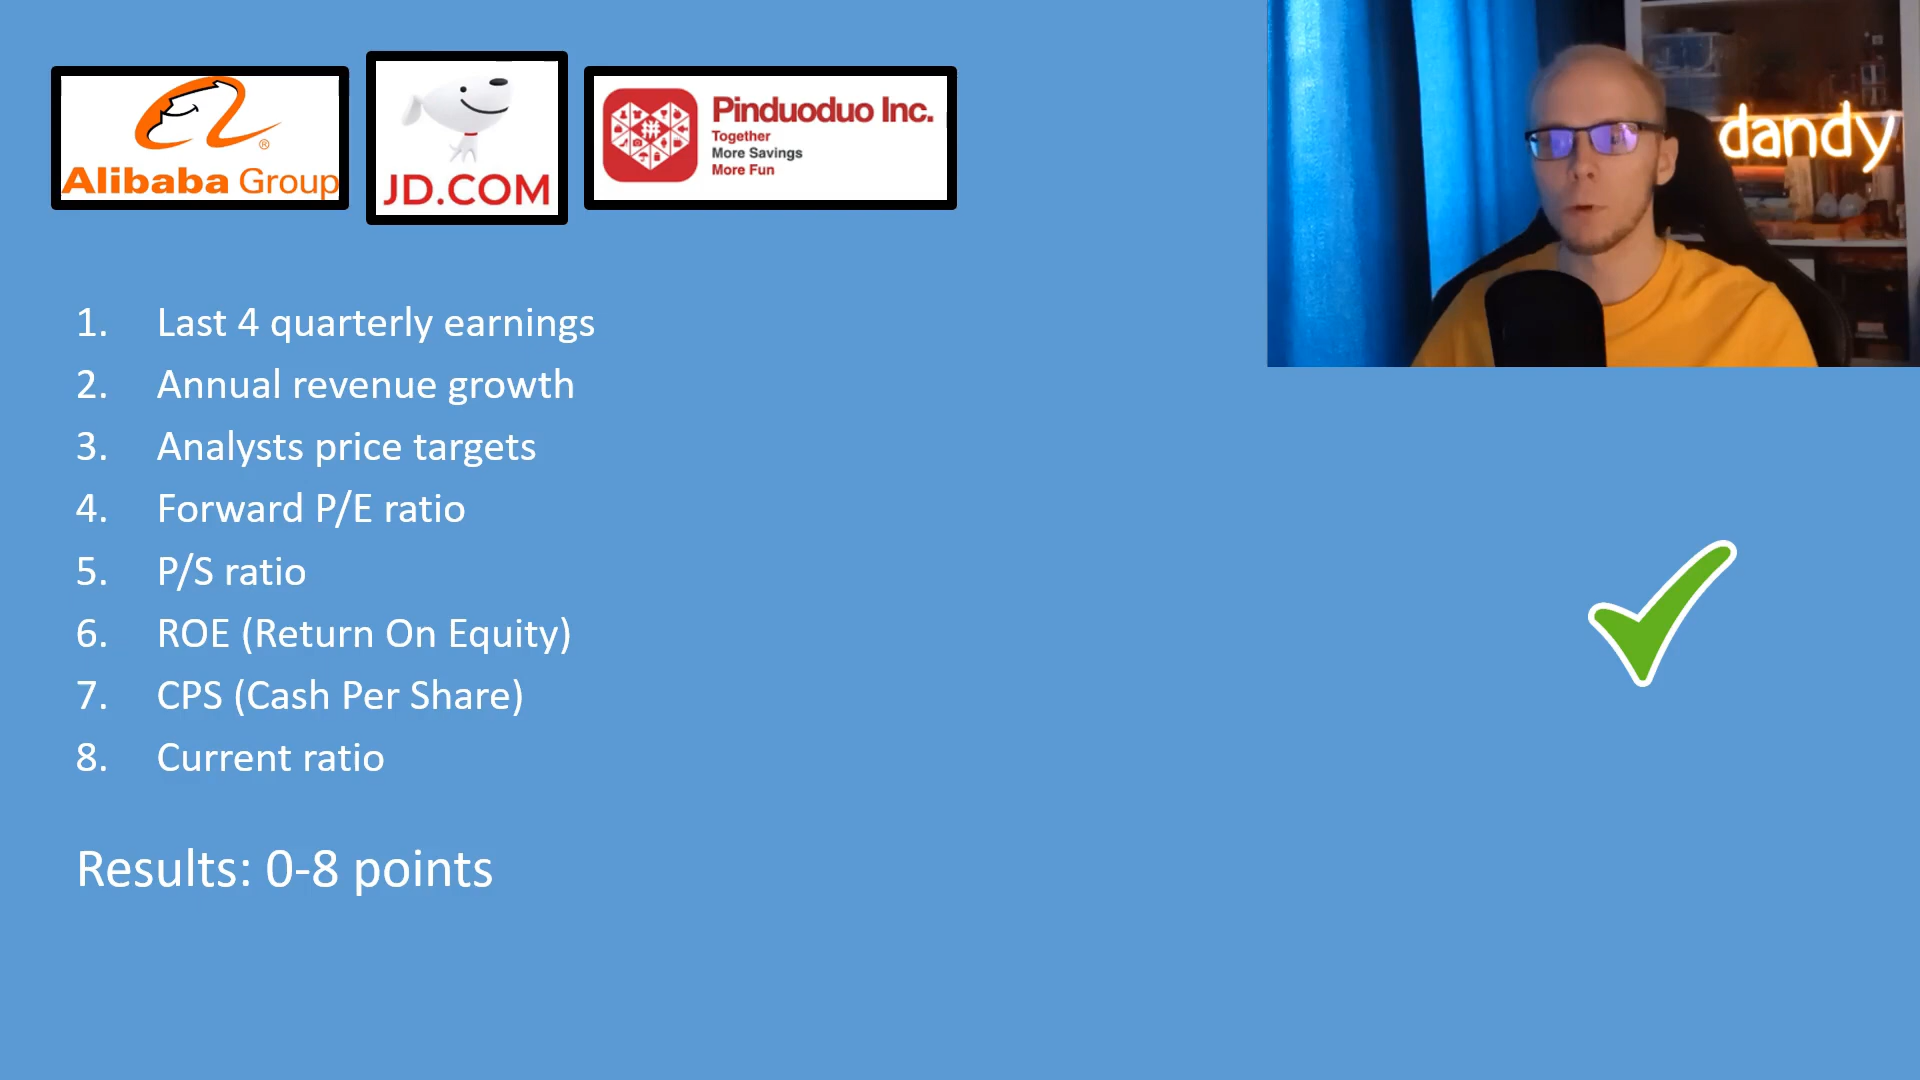 Alibaba Group
®
JD.COM
Pinduoduo Inc.
Together
More Savings
More Fun
dandy
1. Last 4 quarterly earnings
2. Annual revenue growth
3. Analysts price targets
4. Forward P/E ratio
5. P/S ratio
6. ROE (Return On Equity)
7. CPS (Cash Per Share)
8. Current ratio
Results: 0-8 points